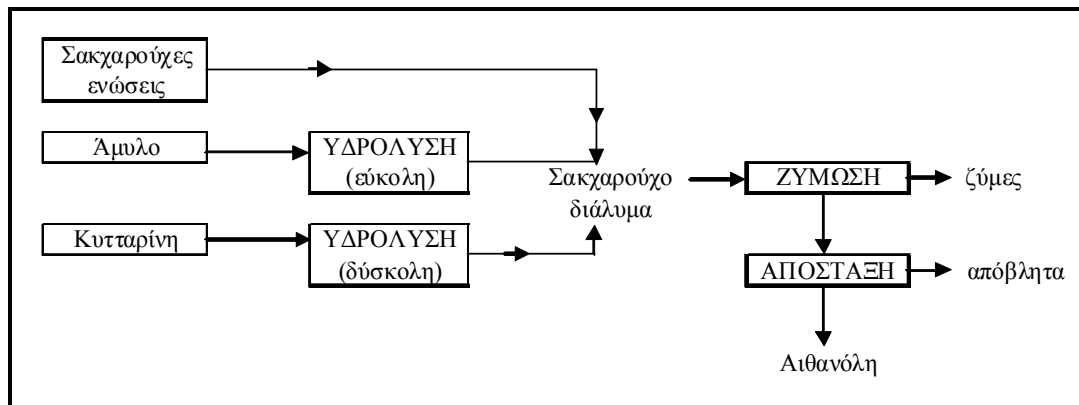 Σακχαρούχες
ενώσεις
Άμυλο
ΥΔΡΟΛΥΣΗ
(εύκολη)
Κυτταρίνη
ΥΔΡΟΛΥΣΗ
(δύσκολη)
Σακχαρούχο
διάλυμα
ΖΥΜΩΣΗ
ζύμες
ΑΠΟΣΤΑΞΗ
απόβλητα
Αιθανόλη